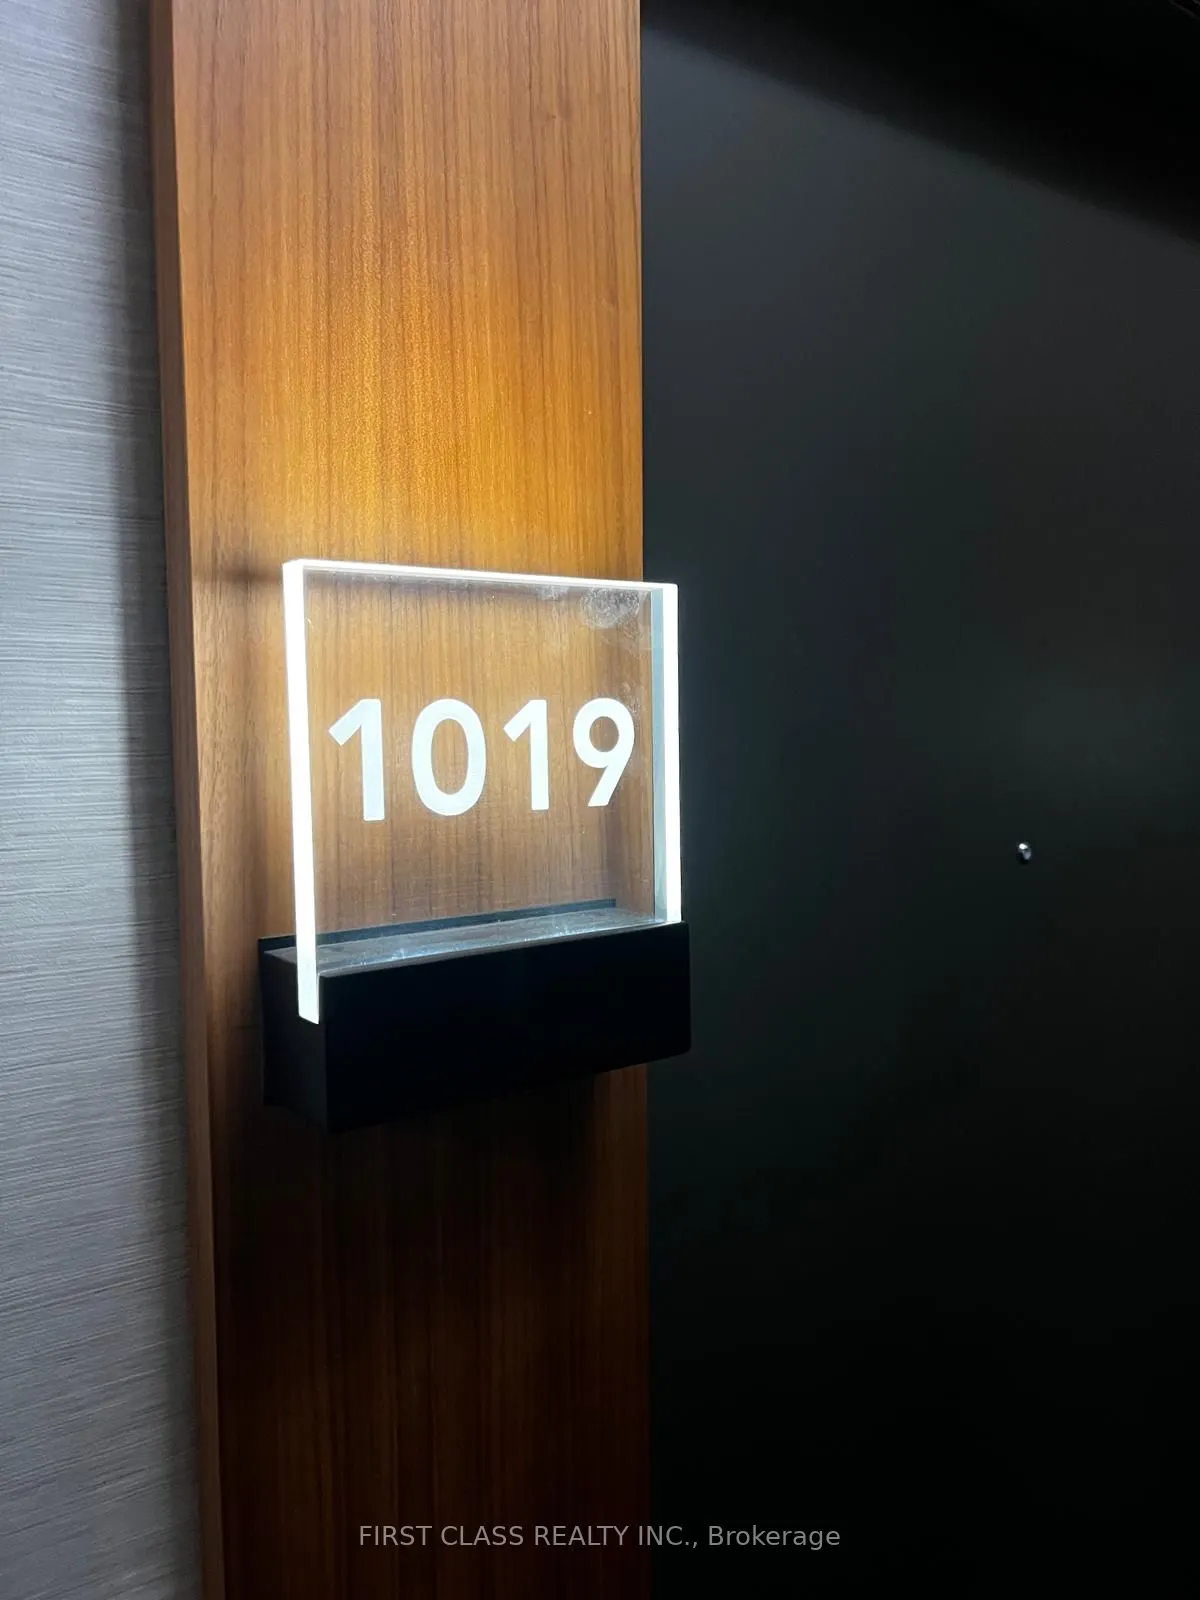 1019
FIRST CLASS REALTY INC., Brokerage